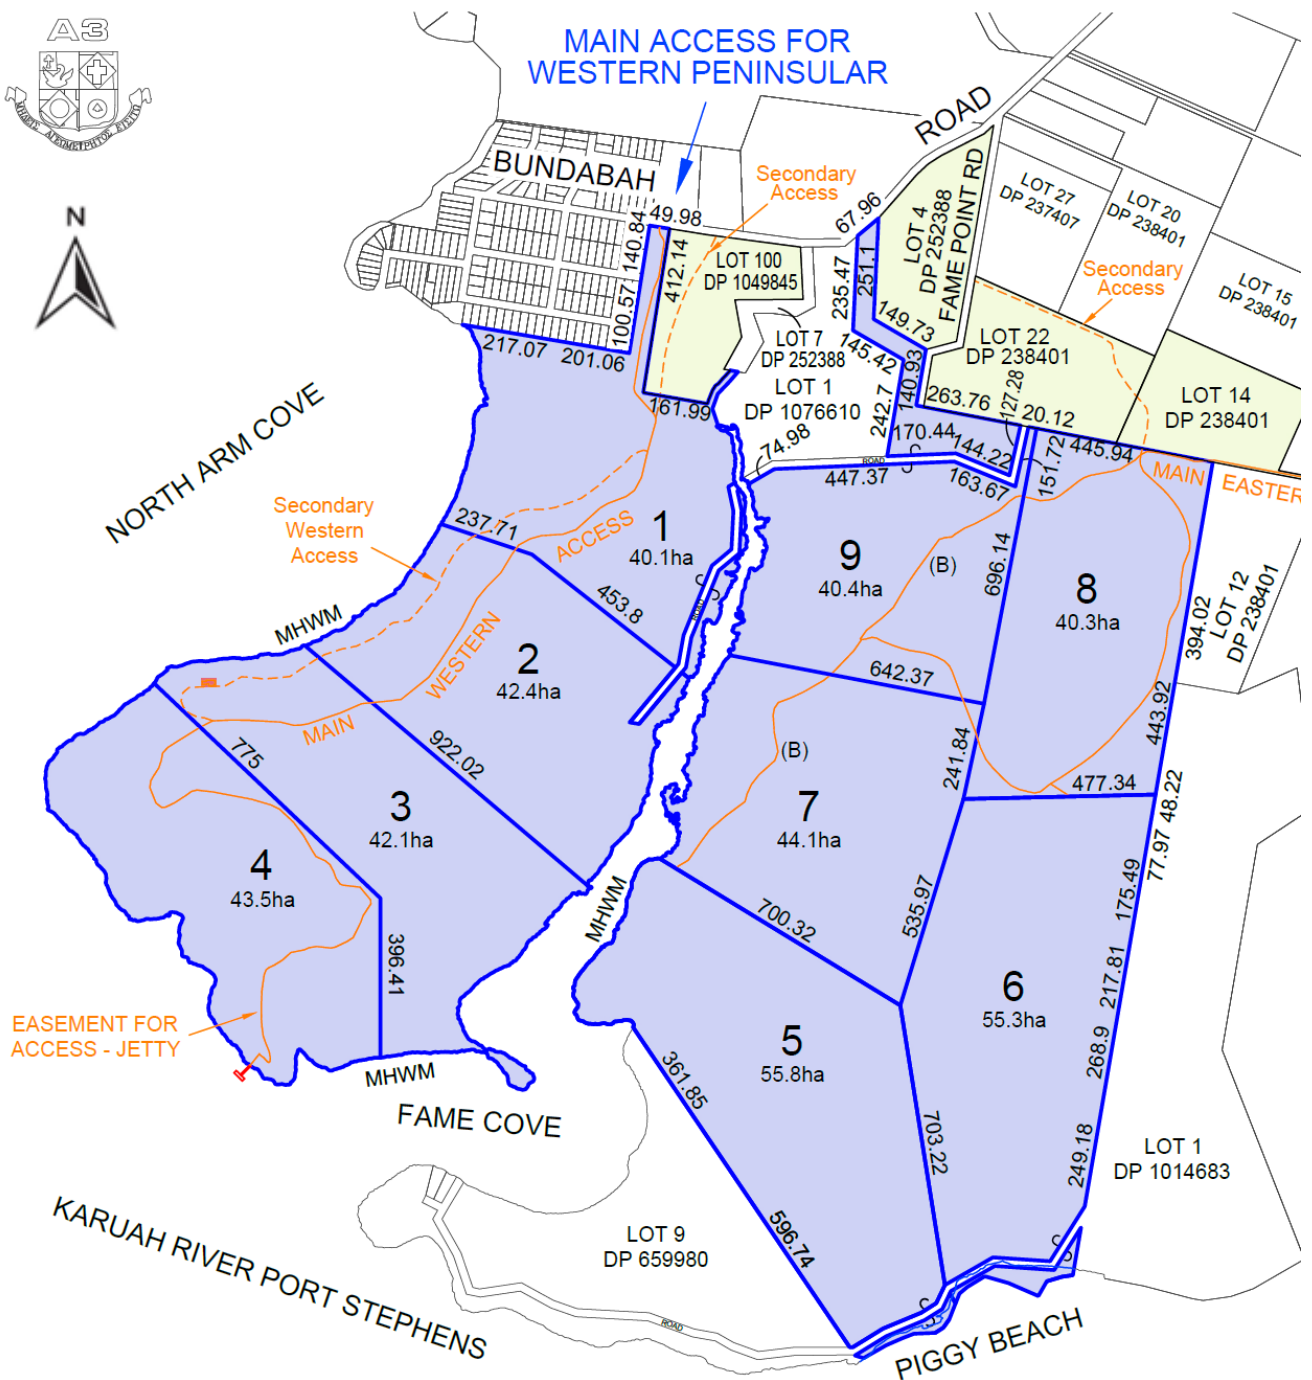 A3
ΜΗΔΕΙΣ ΑΓΕΩΜΕΤΡΗΤΟΣ ΕΙΣΙΤΩ
N
MAIN ACCESS FOR
WESTERN PENINSULAR
ROAD
BUNDABAH
Secondary
Access
49.98
67.96
140.84
100.57
412.14
LOT 100
DP 1049845
235.47
251.1
LOT 4
DP 252388
FAME POINT RD
LOT 27
DP 237407
LOT 20
DP 238401
LOT 15
DP 238401
Secondary
Access
217.07
201.06
149.73
145.42
LOT 7
DP 252388
LOT 22
DP 238401
LOT 1
DP 1076610
140.93
263.76
127.28
20.12
LOT 14
DP 238401
161.99
242.7
74.98
170.44
144.22
151.72
445.94
ROAD
447.37
163.67
MAIN
EASTER
NORTH ARM COVE
Secondary
Western
Access
237.71
ACCESS
1
40.1ha
9
40.4ha
(B)
696.14
8
40.3ha
394.02
LOT 12
DP 238401
453.8
ROAD
MHWM
2
42.4ha
WESTERN
MAIN
642.37
443.92
775
922.02
(B)
241.84
477.34
48.22
77.97
3
42.1ha
7
44.1ha
4
43.5ha
175.49
700.32
535.97
MHWM
396.41
217.81
6
55.3ha
EASEMENT FOR
ACCESS - JETTY
5
55.8ha
268.9
361.85
MHWM
FAME COVE
703.22
249.18
LOT 1
DP 1014683
KARUAH RIVER PORT STEPHENS
LOT 9
DP 659980
596.74
ROAD
PIGGY BEACH